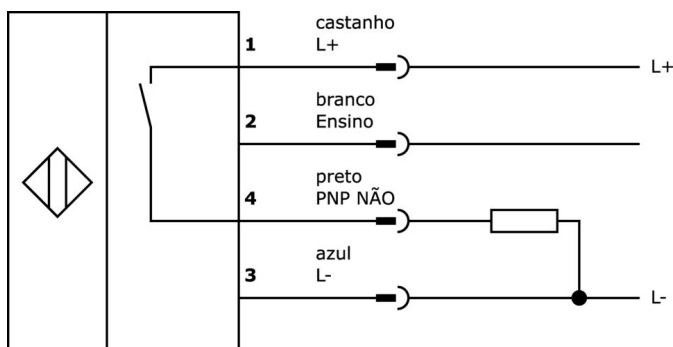 castanho
1 L+
L+
branco
2 Ensino
preto
4 PNP NÃO
azul
3 L-
L-